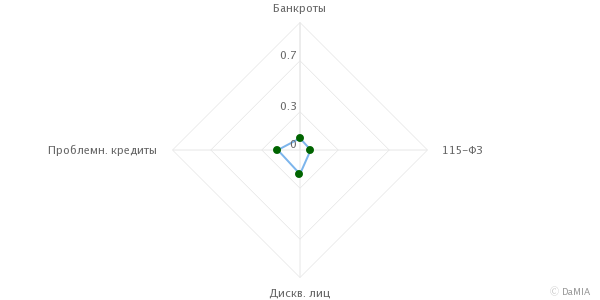 Банкроты
0.7
0.3
0
Проблемн. кредиты
115-ФЗ
Дискв. лиц
© DaMIA